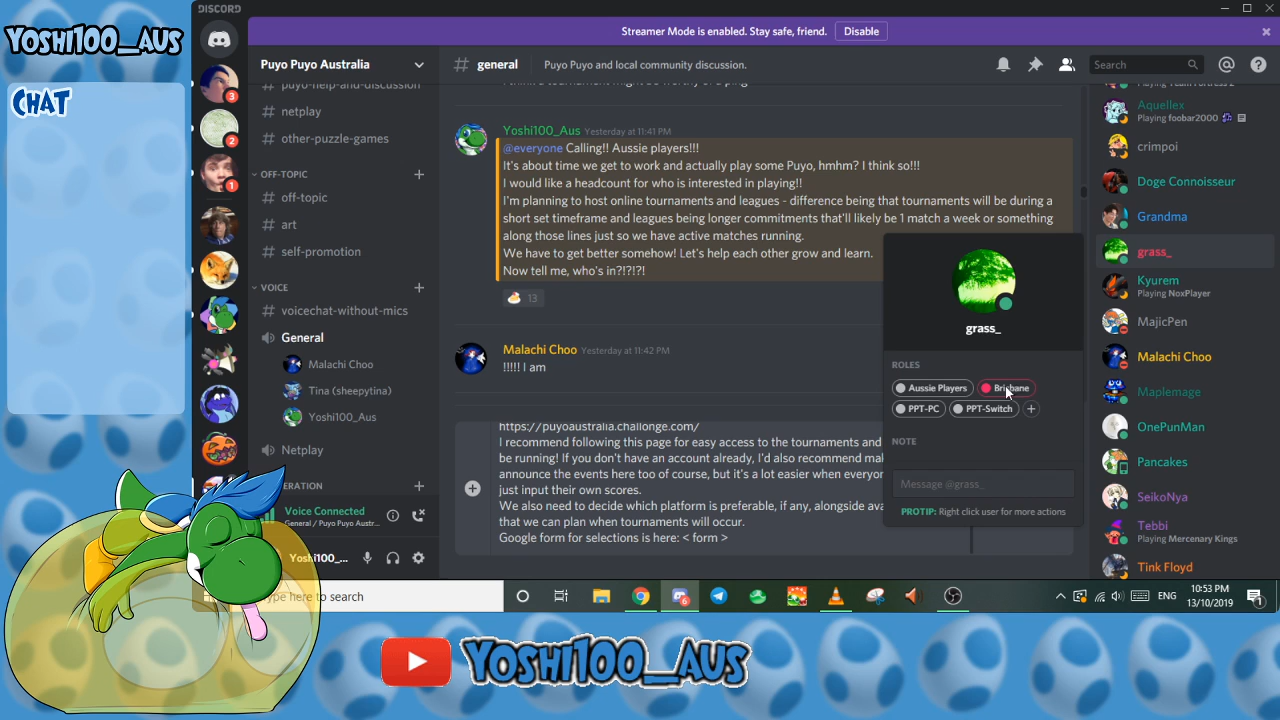 DISCORD
YOSHI100_AUS
CHAT
3
2
1
Streamer Mode is enabled. Stay safe, friend.
Disable
Puyo Puyo Australia
# puyo-help-and-discussion
# netplay
# other-puzzle-games
OFF-TOPIC
# off-topic
# art
# self-promotion
VOICE
# voicechat-without-mics
General
Malachi Choo
Tina (sheepytina)
Yoshi100_Aus
Netplay
Voice Connected
General / Puyo Puyo Austr...
Yoshi100_...
# general
Puyo Puyo and local community discussion.
Search
Yoshi100_Aus Yesterday at 11:41 PM
@everyone Calling!! Aussie players!!!
It's about time we get to work and actually play some Puyo, hmhm? I think so!!!
I would like a headcount for who is interested in playing!!
I'm planning to host online tournaments and leagues - difference being that tournaments will be during a
short set timeframe and leagues being longer commitments that'll likely be 1 match a week or something
along those lines just so we have active matches running.
We have to get better somehow! Let's help each other grow and learn.
Now tell me, who's in?!?!?!
13
Malachi Choo Yesterday at 11:42 PM
!!!!! I am
https://puyoaustralia.challonge.com/
I recommend following this page for easy access to the tournaments and
be running! If you don't have an account already, I'd also recommend mak
announce the events here too of course, but it's a lot easier when everyor
just input their own scores.
We also need to decide which platform is preferable, if any, alongside ava
that we can plan when tournaments will occur.
Google form for selections is here: < form >
grass_
ROLES
Aussie Players
Brisbane
PPT-PC
PPT-Switch
NOTE
Message @grass_
PROTIP: Right click user for more actions
Aquellex
Playing foobar2000
crimpoi
Doge Connoisseur
Grandma
grass_
Kyurem
Playing NoxPlayer
MajicPen
Malachi Choo
Maplemage
OnePunMan
Pancakes
SeikoNya
Tebbi
Playing Mercenary Kings
Tink Floyd
ype here to search
6
ENG
10:53 PM
13/10/2019
1
YOSHI100_AUS